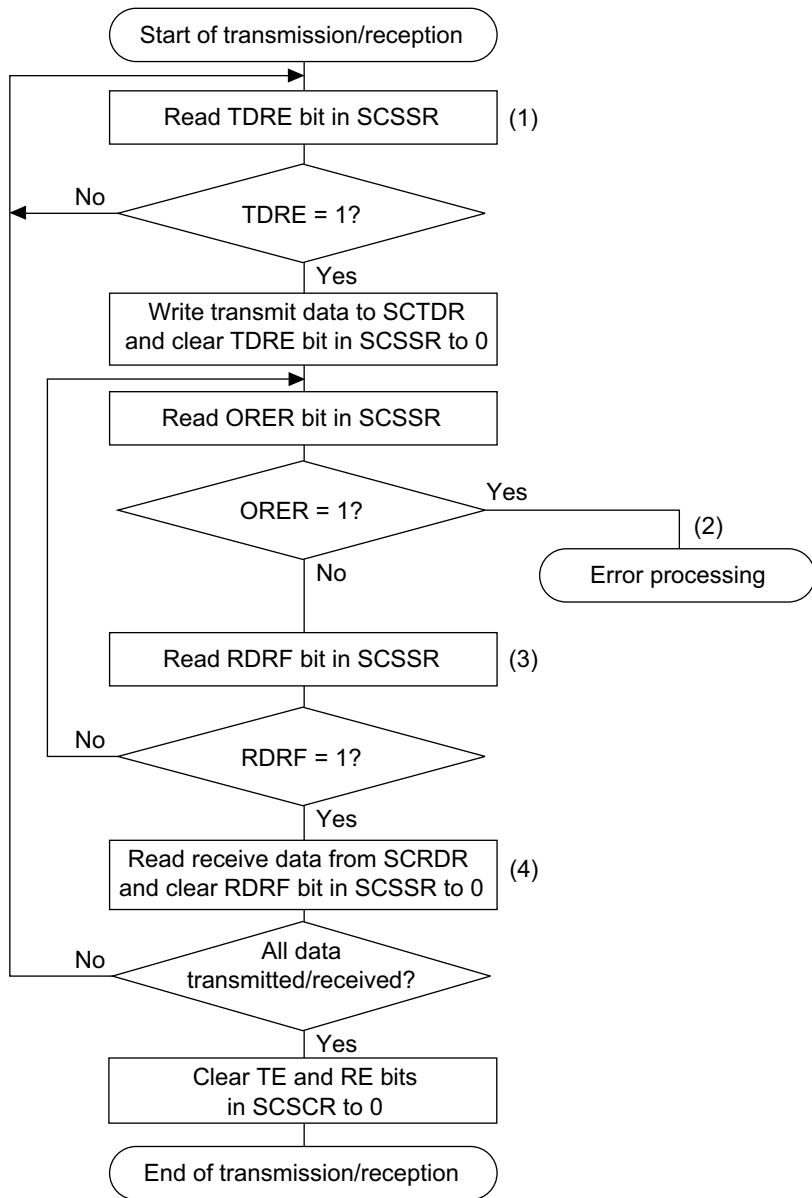 Start of transmission/reception
Read TDRE bit in SCSSR
(1)
No
TDRE = 1?
Yes
Write transmit data to SCTDR
and clear TDRE bit in SCSSR to 0
Read ORER bit in SCSSR
Yes
ORER = 1?
(2)
No
Error processing
Read RDRF bit in SCSSR
(3)
No
RDRF = 1?
Yes
Read receive data from SCRDR
and clear RDRF bit in SCSSR to 0
(4)
All data
No
transmitted/received?
Yes
Clear TE and RE bits
in SCSCR to 0
End of transmission/reception